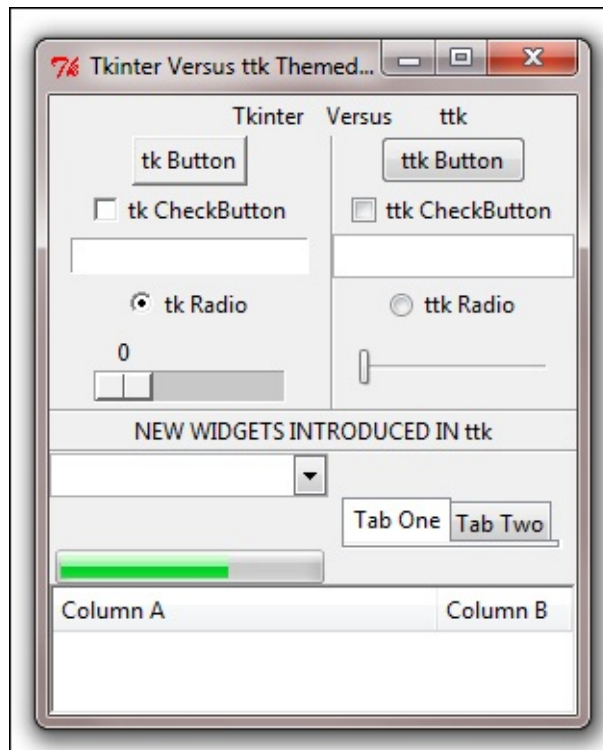 Tk Tkinter Versus ttk Themed...
Tkinter Versus ttk
tk Button
ttk Button
tk CheckButton
ttk CheckButton
tk Radio
ttk Radio
0
NEW WIDGETS INTRODUCED IN ttk
Tab One Tab Two
Column A Column B